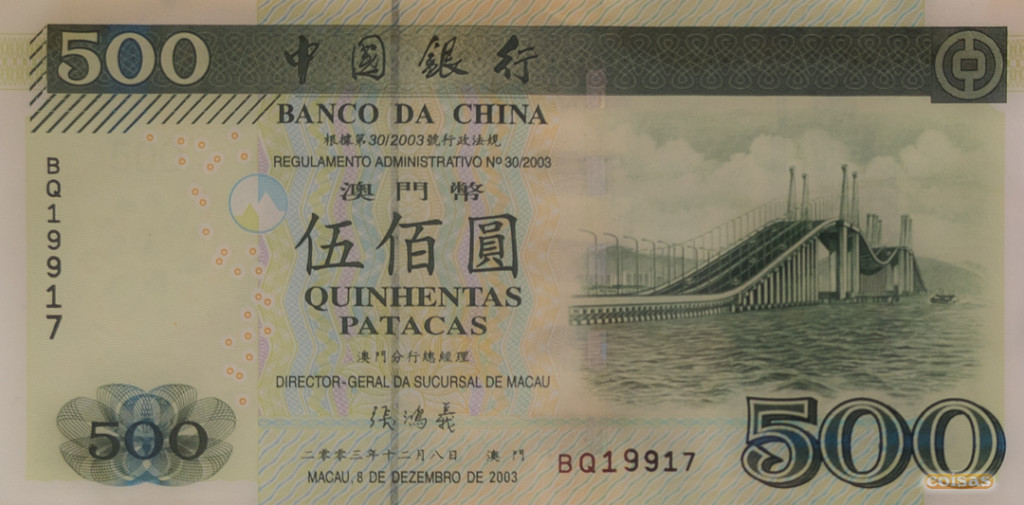 500 中國銀行
BANCO DA CHINA
根據第30/2003號行政法規
REGULAMENTO ADMINISTRATIVO Nº 30/2003
澳門幣
伍佰圓
QUINHENTAS
PATACAS
澳門分行總經理
DIRECTOR-GERAL DA SUCURSAL DE MACAU
張鴻義
二零零三年十二月八日 澳門
MACAU, 8 DE DEZEMBRO DE 2003
BQ19917
BQ19917
500
500
coisas